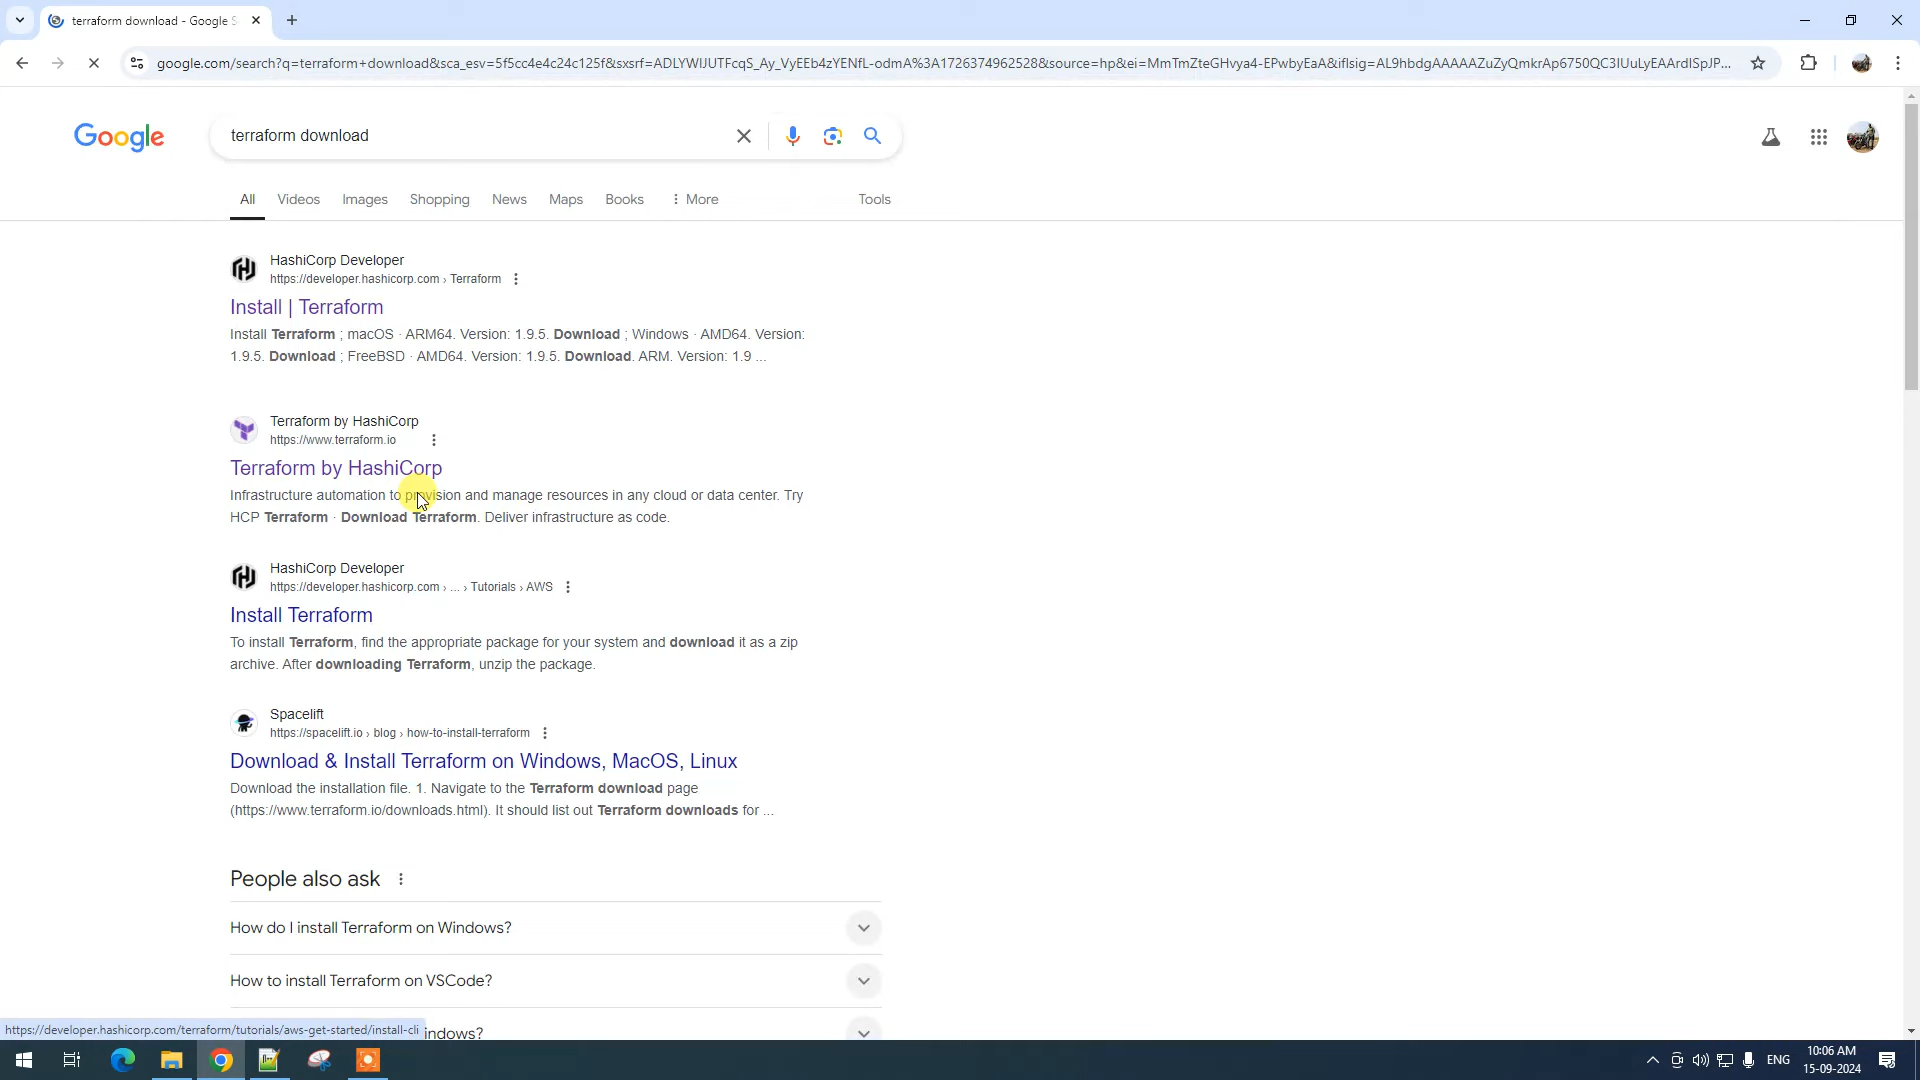 terraform download - Google S
google.com/search?q=terraform+download&sca_esv=5f5cc4e4c24c125f&sxsrf=ADLYWIJUTFcqS_Ay_VyEEb4zYENfL-odmA%3A1726374962528&source=hp&ei=MmTmZteGHvya4-EPwbyEaA&iflsig=AL9hbdgAAAAAZuZyQmkrAp6750QC3IUuLyEAArdISpJP...
Google
terraform download
All Videos Images Shopping News Maps Books More Tools
HashiCorp Developer
https://developer.hashicorp.com › Terraform
Install | Terraform
Install Terraform ; macOS · ARM64. Version: 1.9.5. Download ; Windows · AMD64. Version:
1.9.5. Download ; FreeBSD · AMD64. Version: 1.9.5. Download. ARM. Version: 1.9 ...
Terraform by HashiCorp
https://www.terraform.io
Terraform by HashiCorp
Infrastructure automation to provision and manage resources in any cloud or data center. Try
HCP Terraform · Download Terraform. Deliver infrastructure as code.
HashiCorp Developer
https://developer.hashicorp.com › ... › Tutorials › AWS
Install Terraform
To install Terraform, find the appropriate package for your system and download it as a zip
archive. After downloading Terraform, unzip the package.
Spacelift
https://spacelift.io › blog › how-to-install-terraform
Download & Install Terraform on Windows, MacOS, Linux
Download the installation file. 1. Navigate to the Terraform download page
(https://www.terraform.io/downloads.html). It should list out Terraform downloads for ...
People also ask
How do I install Terraform on Windows?
How to install Terraform on VSCode?
indows?
https://developer.hashicorp.com/terraform/tutorials/aws-get-started/install-cli
ENG
10:06 AM
15-09-2024